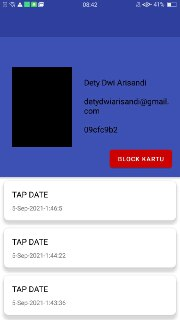 08:42
41%
Dety Dwi Arisandi
detydwiarisandi@gmail.
com
09cfc9b2
BLOCK KARTU
TAP DATE
5-Sep-2021-1:46:5
TAP DATE
5-Sep-2021-1:44:22
TAP DATE
5-Sep-2021-1:43:36